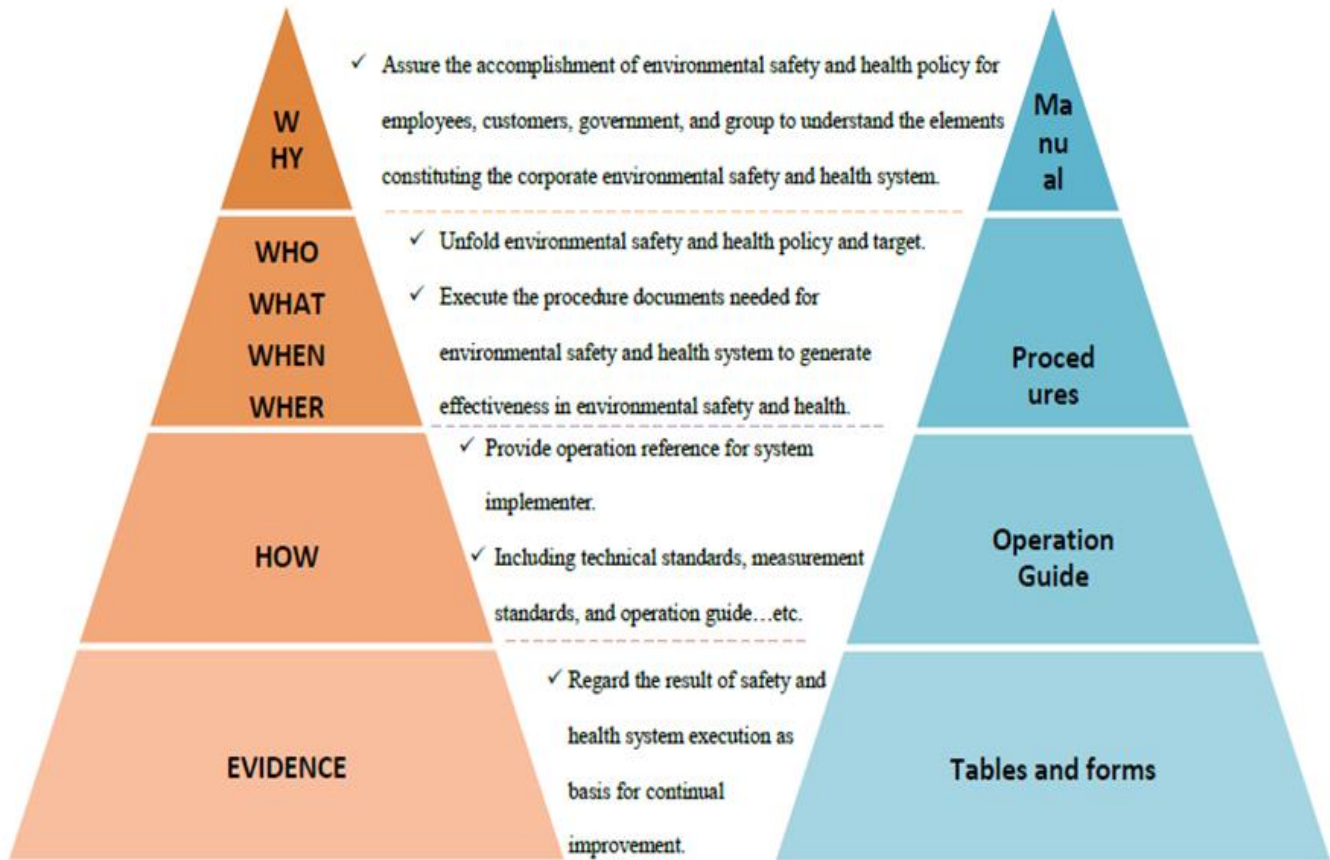 W
HY
✓ Assure the accomplishment of environmental safety and health policy for
employees, customers, government, and group to understand the elements
constituting the corporate environmental safety and health system.
Ma
nu
al
WHO
WHAT
WHEN
WHER
✓ Unfold environmental safety and health policy and target.
✓ Execute the procedure documents needed for
environmental safety and health system to generate
effectiveness in environmental safety and health.
Proced
ures
HOW
✓ Provide operation reference for system
implementer.
✓ Including technical standards, measurement
standards, and operation guide…etc.
Operation
Guide
EVIDENCE
✓ Regard the result of safety and
health system execution as
basis for continual
improvement.
Tables and forms